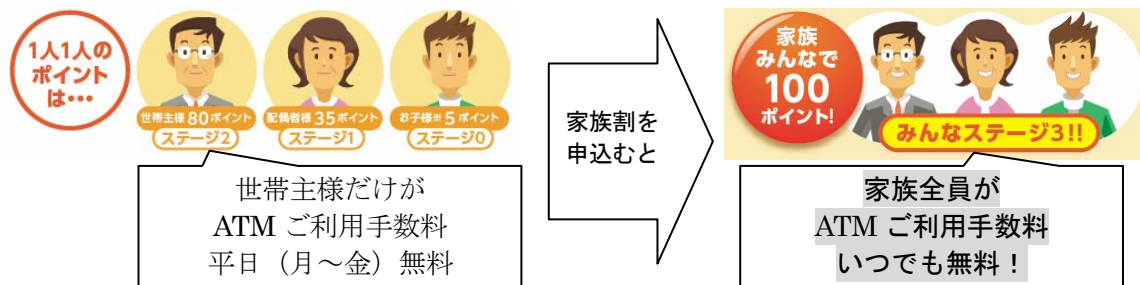 1人1人の
ポイント
は…
世帯主様 80ポイント
ステージ2
配偶者様 35ポイント
ステージ1
お子様※ 5ポイント
ステージ0
世帯主様だけが
ATM ご利用手数料
平日（月～金）無料
家族割を
申込むと
家族
みんなで
100
ポイント!
みんなステージ3!!
家族全員が
ATM ご利用手数料
いつでも無料！